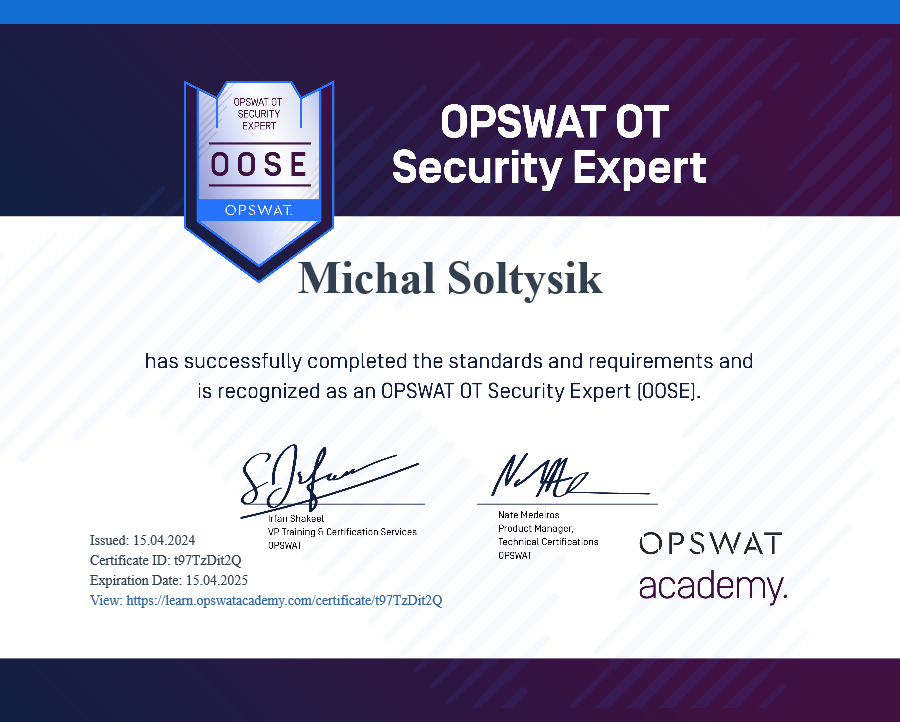 OPSWAT OT
SECURITY
EXPERT
OOSE
OPSWAT.
OPSWAT OT
Security Expert
Michal Soltysik
has successfully completed the standards and requirements and
is recognized as an OPSWAT OT Security Expert (OOSE).
Irfan Shakeel
VP Training & Certification Services
OPSWAT
Nate Medeiros
Product Manager,
Technical Certifications
OPSWAT
Issued: 15.04.2024
Certificate ID: t97TzDit2Q
Expiration Date: 15.04.2025
View: https://learn.opswatacademy.com/certificate/t97TzDit2Q
OPSWAT
academy.